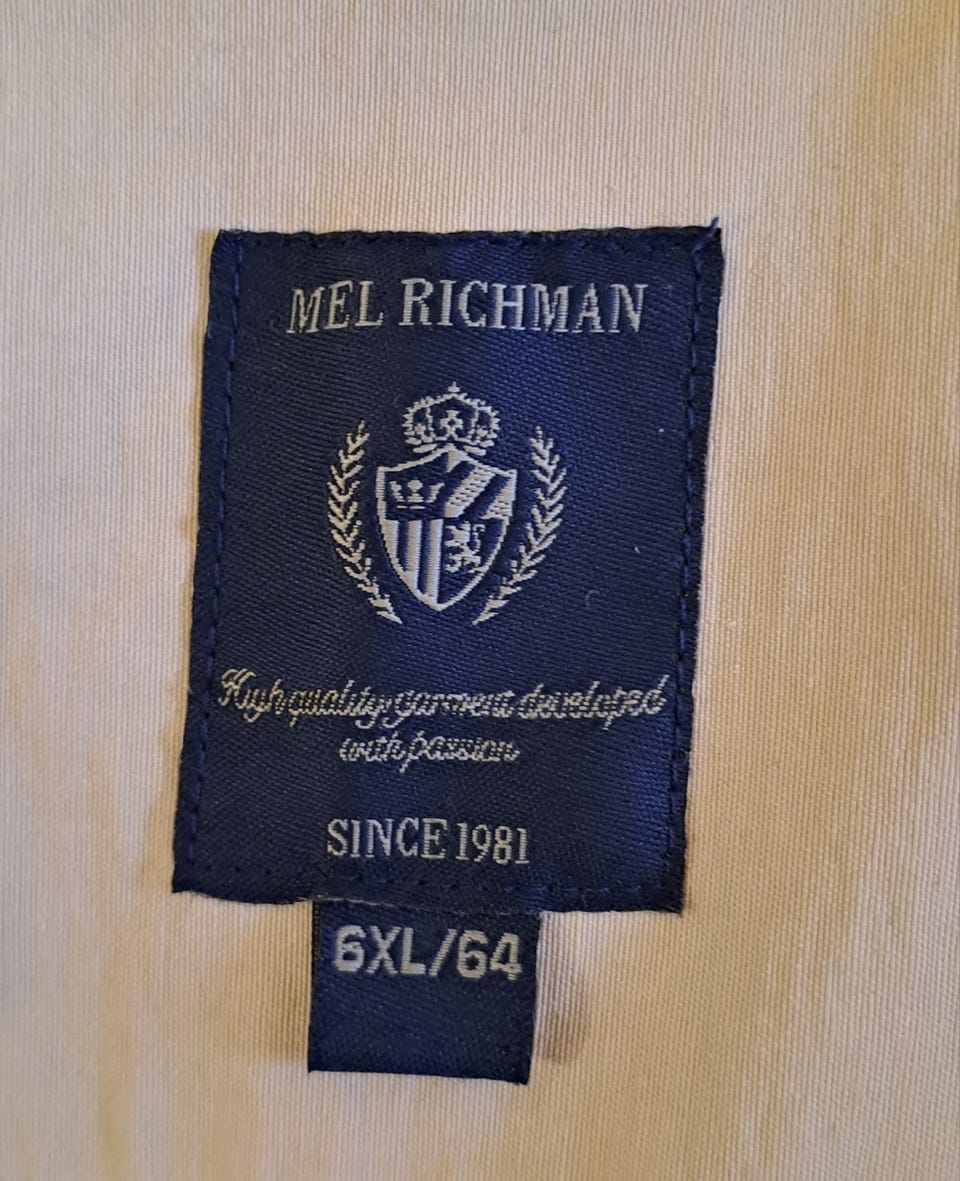 MEL RICHMAN
High quality garment developed
with passion
SINCE 1981
6XL/64